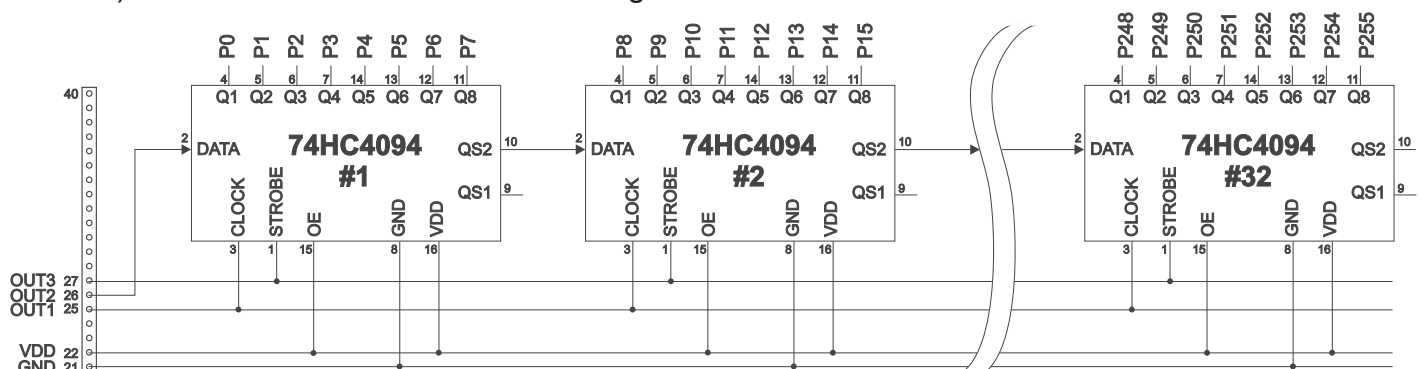 P0 P1 P2 P3 P4 P5 P6 P7 P8 P9 P10 P11 P12 P13 P14 P15 P248 P249 P250 P251 P252 P253 P254 P255
4 5 6 7 14 13 12 11 4 5 6 7 14 13 12 11 4 5 6 7 14 13 12 11
40 Q1 Q2 Q3 Q4 Q5 Q6 Q7 Q8 Q1 Q2 Q3 Q4 Q5 Q6 Q7 Q8 Q1 Q2 Q3 Q4 Q5 Q6 Q7 Q8
2 DATA 74HC4094 QS2 10 2 DATA 74HC4094 QS2 10 2 DATA 74HC4094 QS2 10
#1 #2 #32
QS1 9 QS1 9 QS1 9
CLOCK STROBE OE GND VDD CLOCK STROBE OE GND VDD CLOCK STROBE OE GND VDD
3 1 15 8 16 3 1 15 8 16 3 1 15 8 16
OUT3 27
OUT2 26
OUT1 25
VDD 22
GND 21